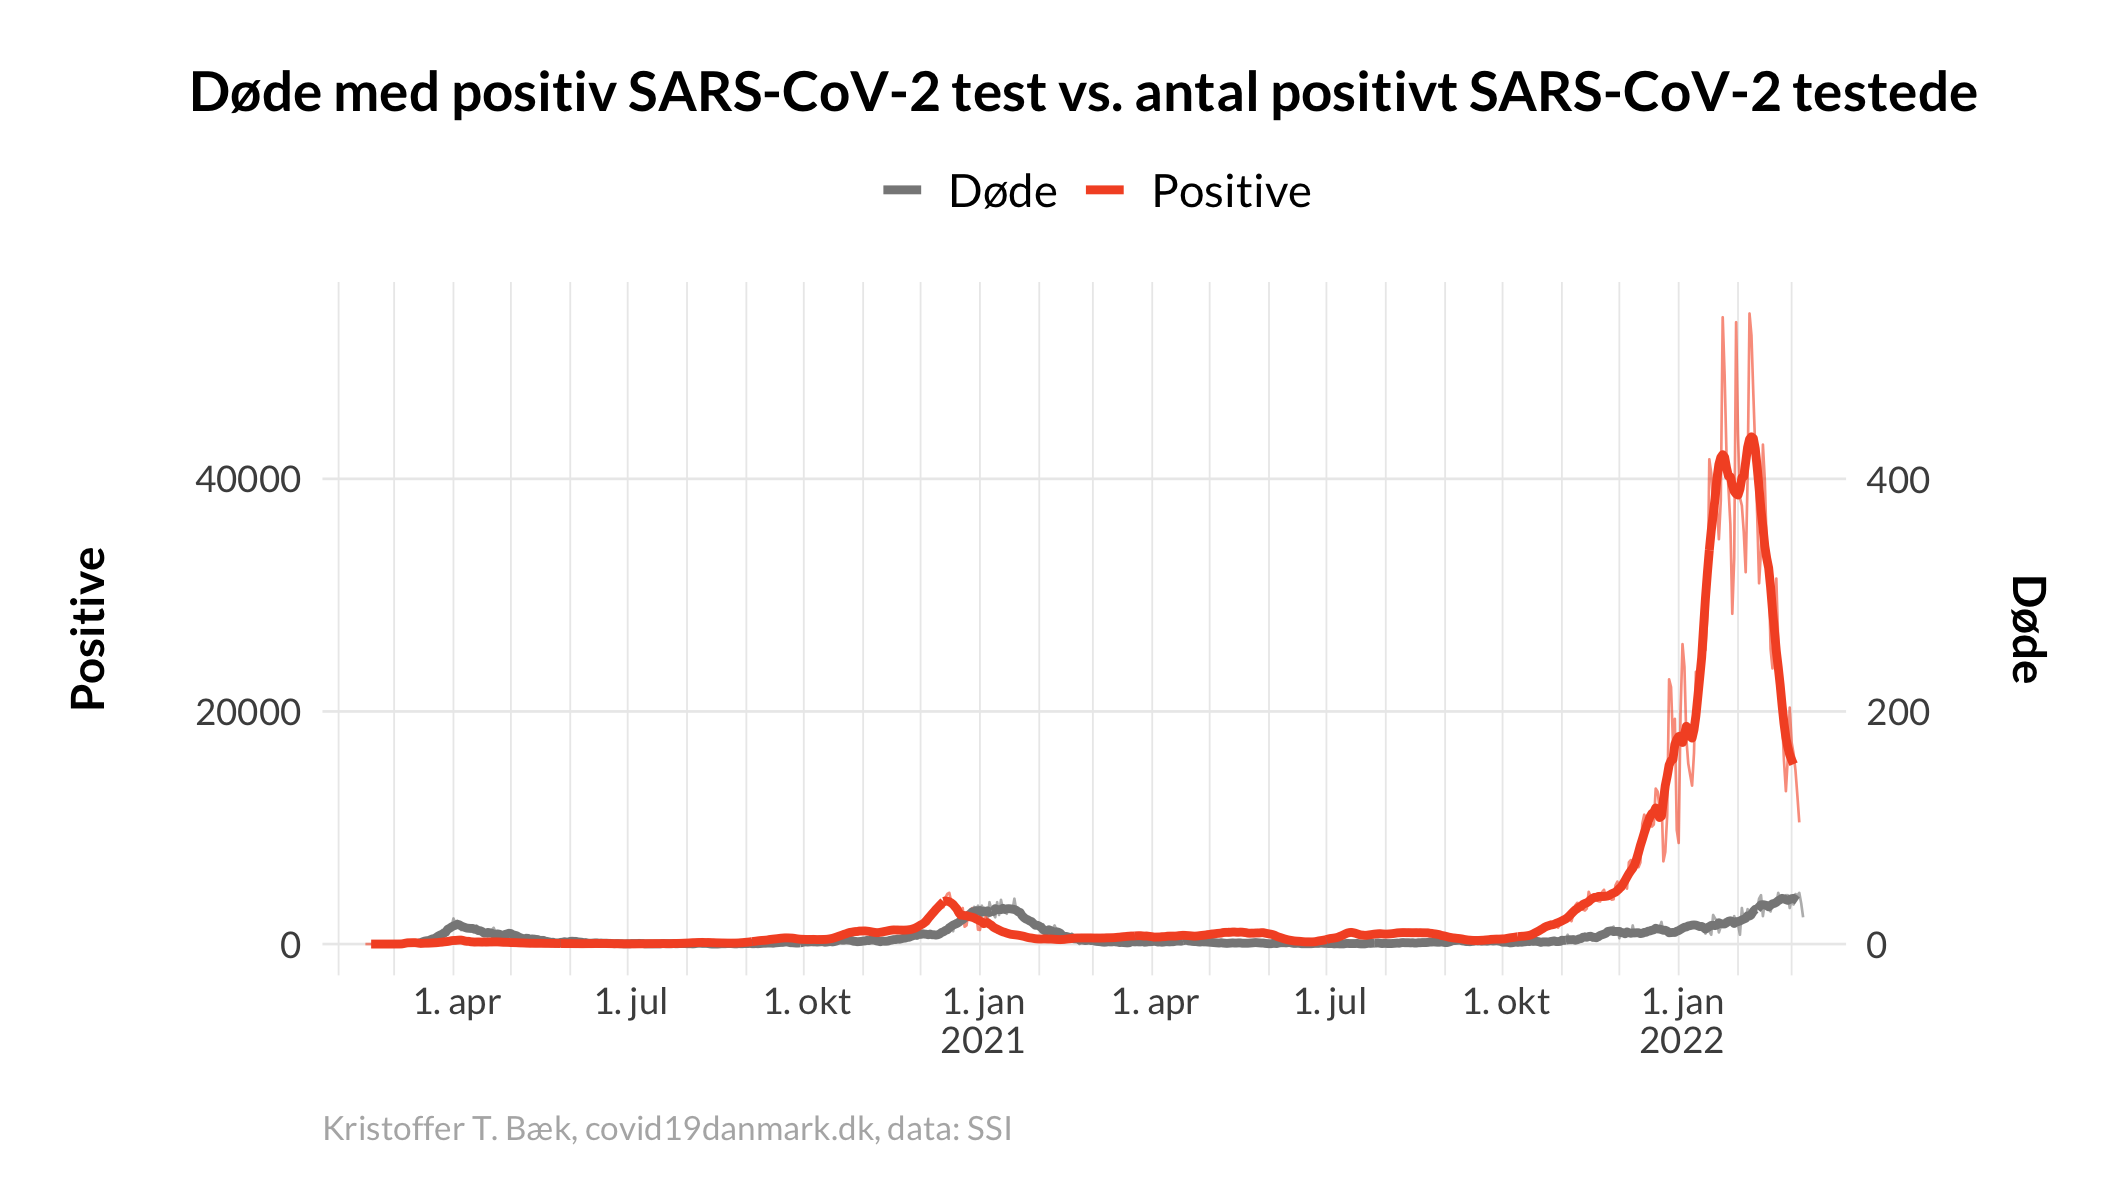 Døde med positiv SARS-CoV-2 test vs. antal positivt SARS-CoV-2 testede
Døde Positive
40000 400
20000 200
0 0
Positive
Døde
1. apr 1. jul 1. okt 1. jan 1. apr 1. jul 1. okt 1. jan
2021 2022
Kristoffer T. Bæk, covid19danmark.dk, data: SSI